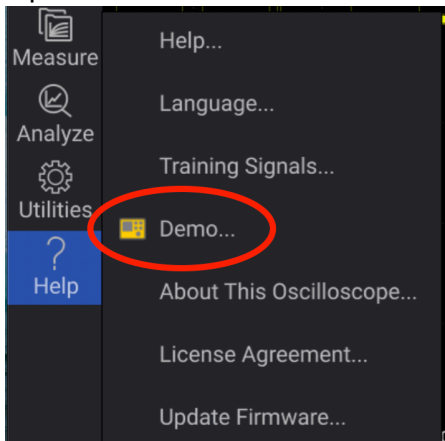 Measure
Analyze
Utilities
?
Help
Help...
Language...
Training Signals...
Demo...
About This Oscilloscope...
License Agreement...
Update Firmware...